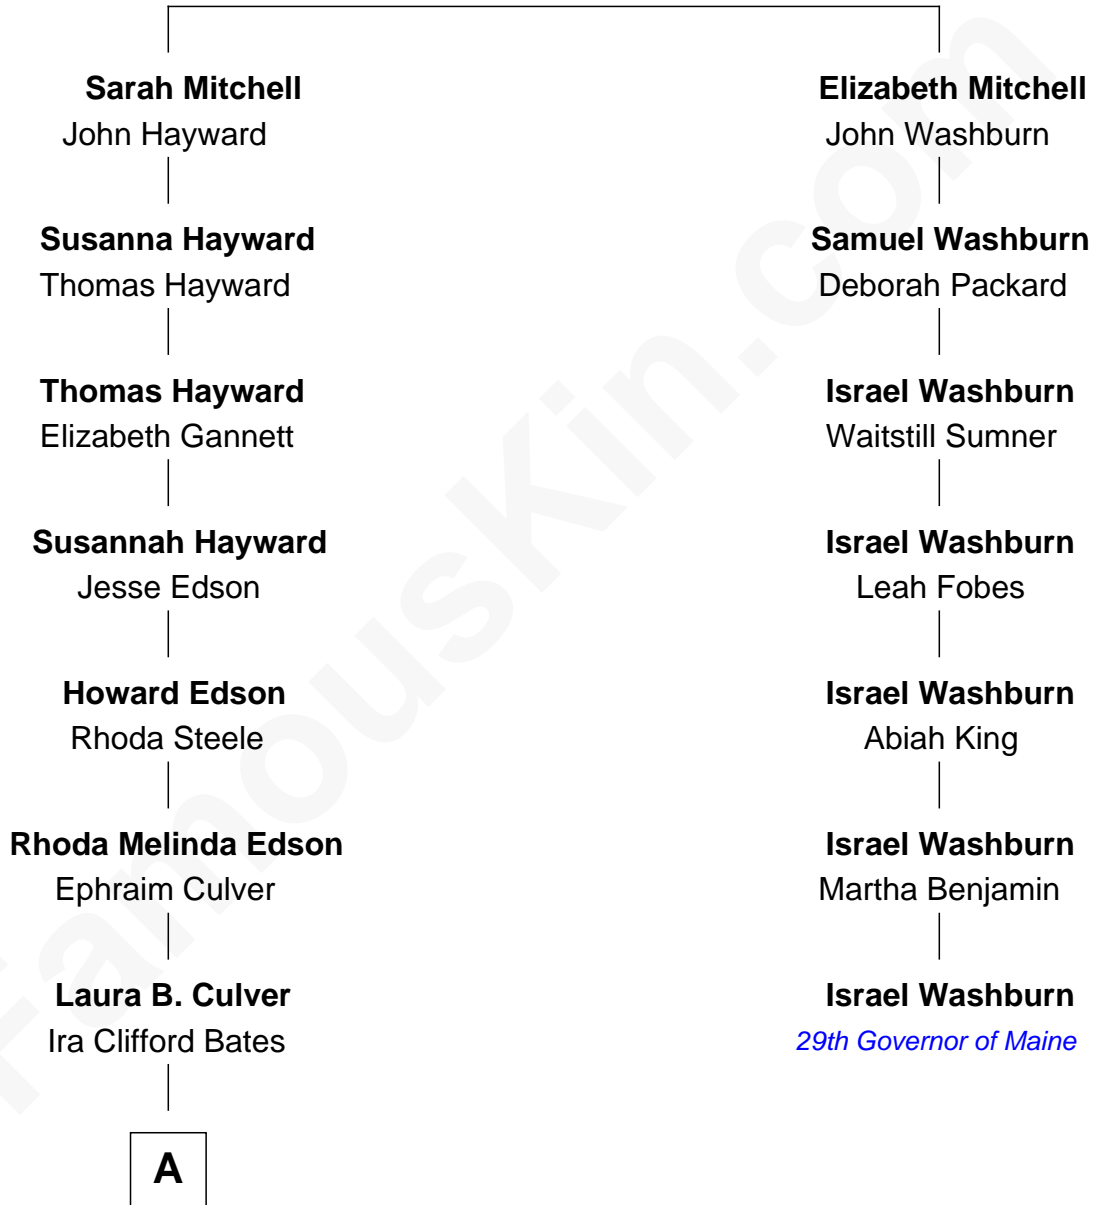 Sarah Mitchell
John Hayward
Elizabeth Mitchell
John Washburn
Susanna Hayward
Thomas Hayward
Samuel Washburn
Deborah Packard
Thomas Hayward
Elizabeth Gannett
Israel Washburn
Waitstill Sumner
Susannah Hayward
Jesse Edson
Israel Washburn
Leah Fobes
Howard Edson
Rhoda Steele
Israel Washburn
Abiah King
Rhoda Melinda Edson
Ephraim Culver
Israel Washburn
Martha Benjamin
Laura B. Culver
Ira Clifford Bates
Israel Washburn
29th Governor of Maine
A
FamousKin.com